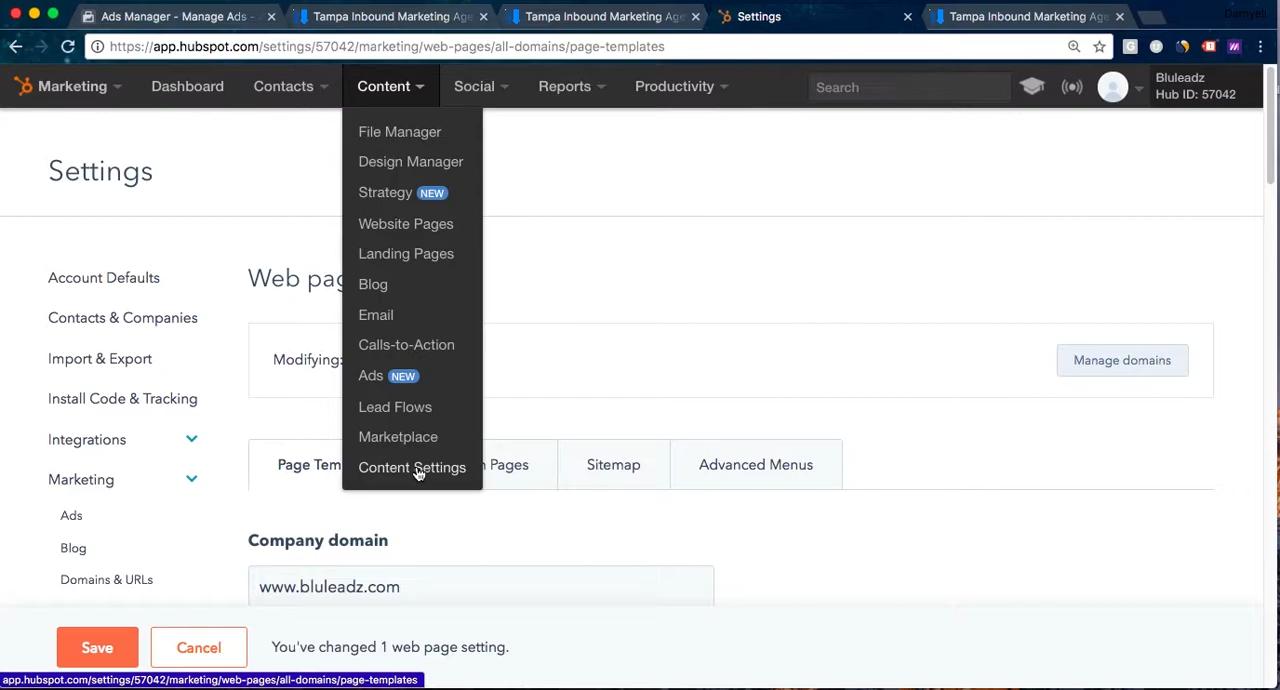 Ads Manager - Manage Ads -
Tampa Inbound Marketing Age
Tampa Inbound Marketing Age
Settings
Tampa Inbound Marketing Age
Damyell
https://app.hubspot.com/settings/57042/marketing/web-pages/all-domains/page-templates
Marketing
Dashboard
Contacts
Content
Social
Reports
Productivity
Search
Bluleadz
Hub ID: 57042
File Manager
Design Manager
Strategy NEW
Website Pages
Landing Pages
Blog
Email
Calls-to-Action
Ads NEW
Lead Flows
Marketplace
Content Settings
Settings
Account Defaults
Contacts & Companies
Import & Export
Install Code & Tracking
Integrations
Marketing
Ads
Blog
Domains & URLs
Web pag
Modifying:
Manage domains
Page Tem
Pages
Sitemap
Advanced Menus
Company domain
www.bluleadz.com
Save
Cancel
You've changed 1 web page setting.
app.hubspot.com/settings/57042/marketing/web-pages/all-domains/page-templates